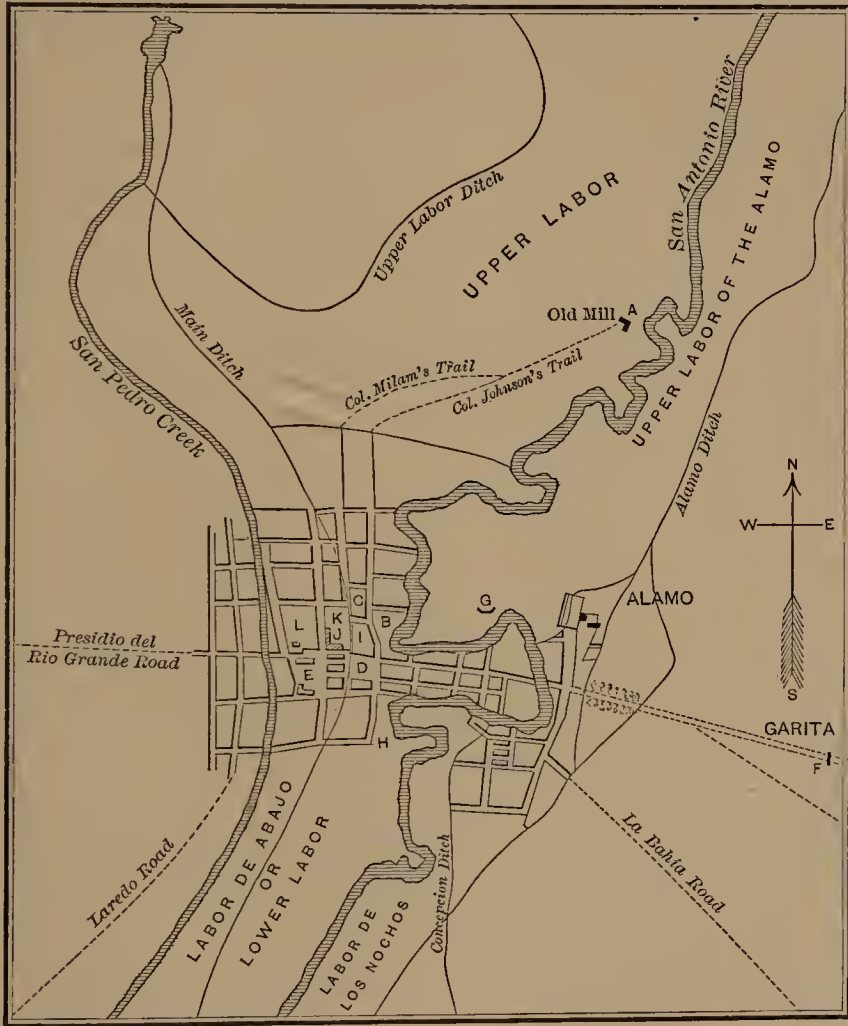 San Antonio River
Upper Labor Ditch
UPPER LABOR
UPPER LABOR OF THE ALAMO
Old Mill A
Main Ditch
San Pedro Creek
Col. Milam's Trail
Col. Johnson's Trail
Alamo Ditch
N
W E
S
G
ALAMO
C
L K B
J I
E D
Presidio del
Rio Grande Road
GARITA
F
H
La Bahia Road
Laredo Road
LABOR DE ABAJO
OR
LOWER LABOR
LABOR DE
LOS NOCHOS
Concepcion Ditch